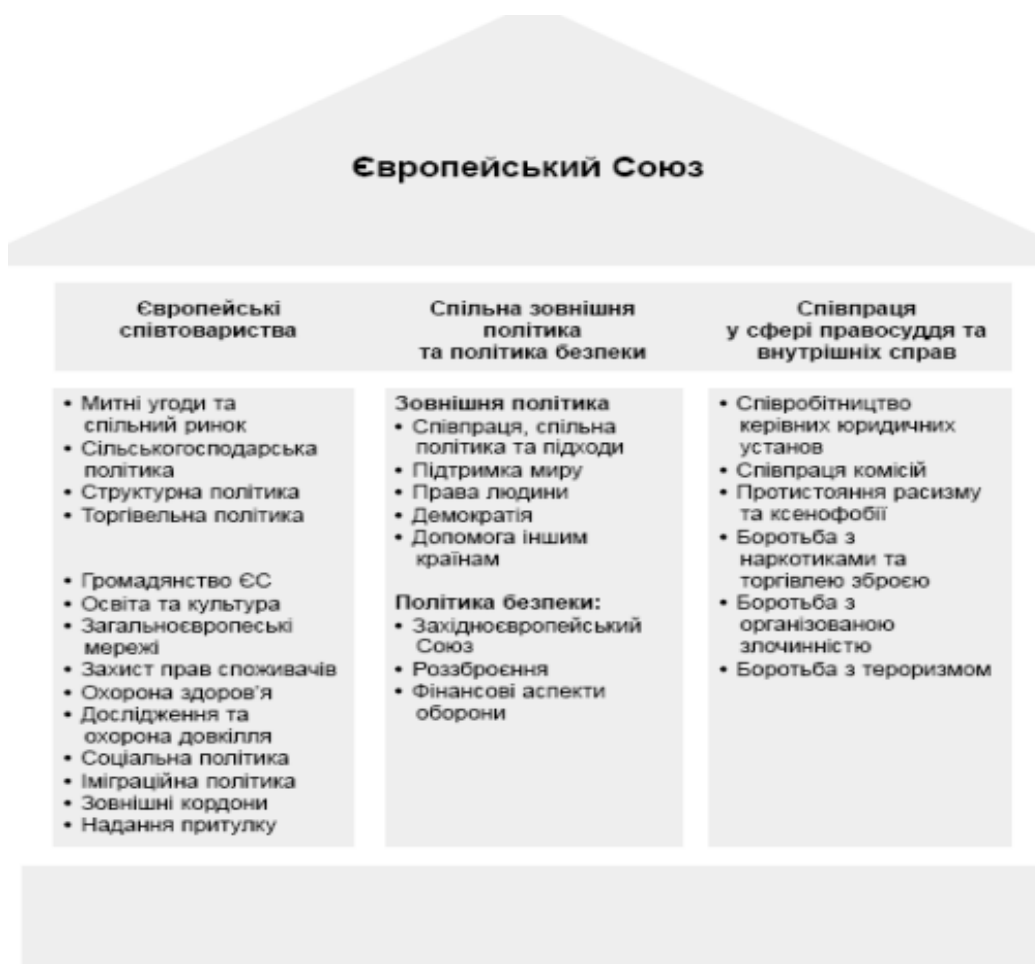 Європейський Союз
Європейські
співтовариства
• Митні угоди та
спільний ринок
• Сільськогосподарська
політика
• Структурна політика
• Торгівельна політика
• Громадянство ЄС
• Освіта та культура
• Загальноєвропеські
мережі
• Захист прав споживачів
• Охорона здоров'я
• Дослідження та
охорона довкілля
• Соціальна політика
• Іміграційна політика
• Зовнішні кордони
• Надання притулку
Спільна зовнішня
політика
та політика безпеки
Зовнішня політика
• Співпраця, спільна
політика та підходи
• Підтримка миру
• Права людини
• Демократія
• Допомога іншим
країнам
Політика безпеки:
• Західноєвропейський
Союз
• Роззброєння
• Фінансові аспекти
оборони
Співпраця
у сфері правосуддя та
внутрішніх справ
• Співробітництво
керівних юридичних
установ
• Співпраця комісій
• Протистояння расизму
та ксенофобії
• Боротьба з
наркотиками та
торгівлею зброєю
• Боротьба з
організованою
злочинністю
• Боротьба з тероризмом